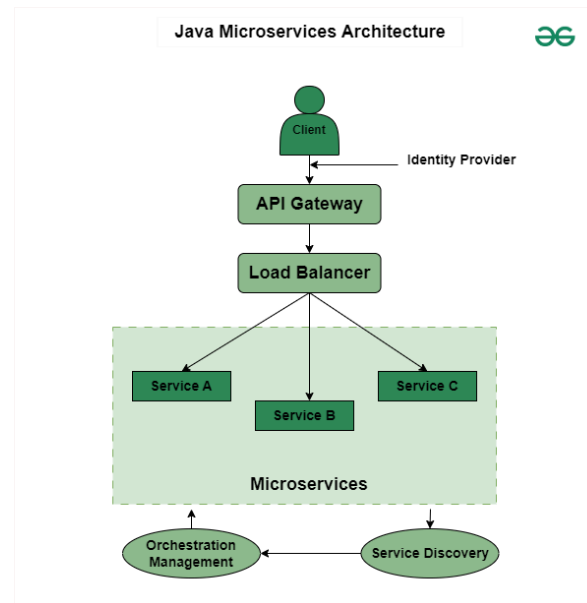 Java Microservices Architecture
Client
Identity Provider
API Gateway
Load Balancer
Service A
Service C
Service B
Microservices
Orchestration
Management
Service Discovery